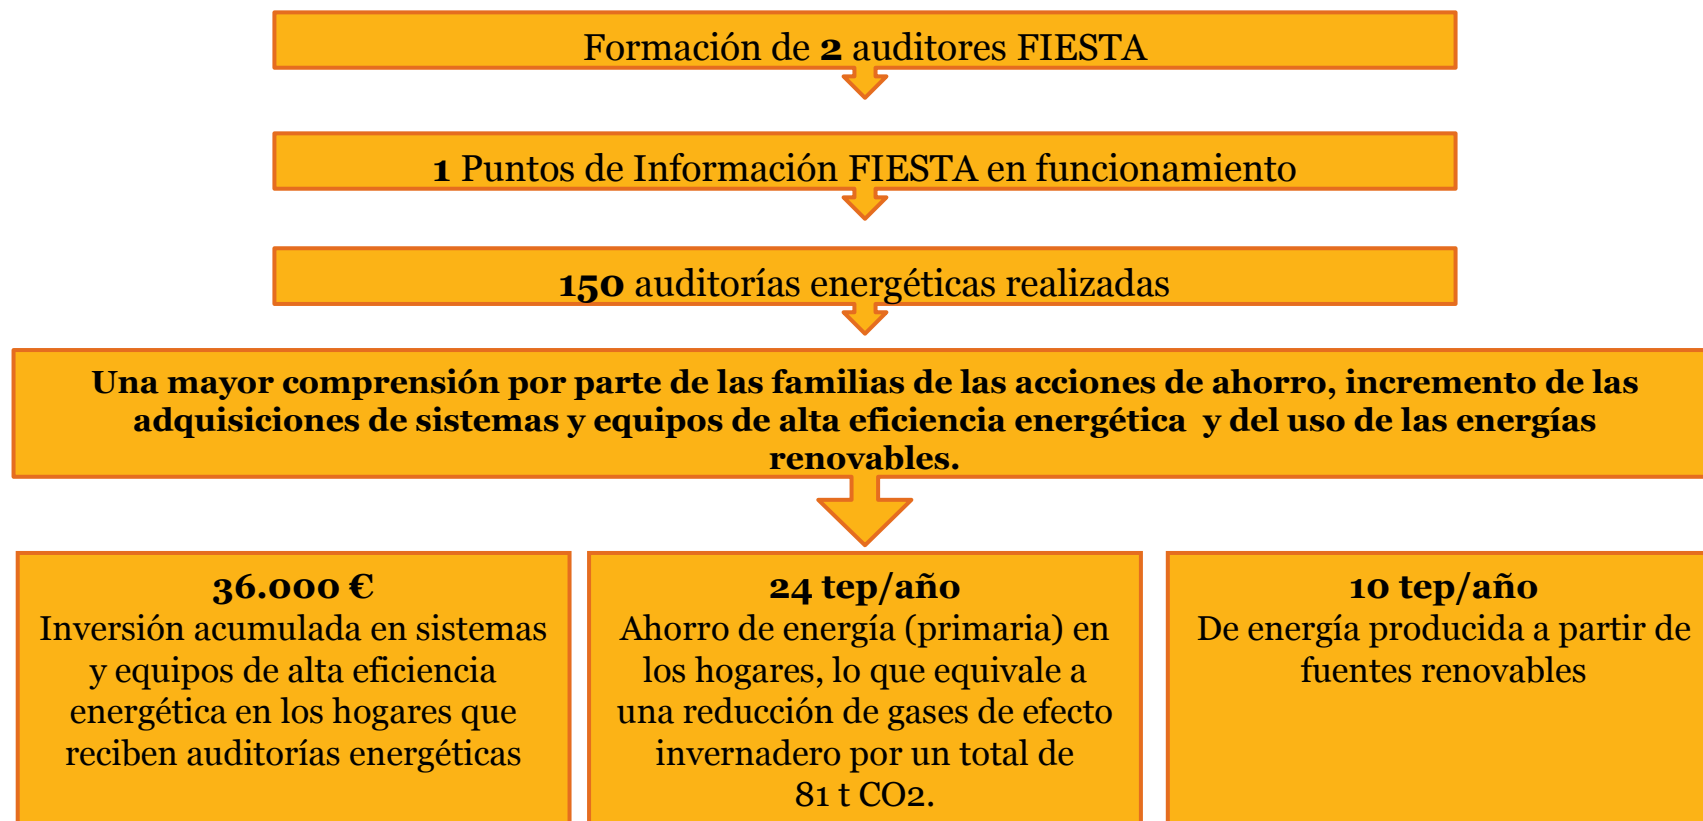 Formación de 2 auditores FIESTA
1 Puntos de Información FIESTA en funcionamiento
150 auditorías energéticas realizadas
Una mayor comprensión por parte de las familias de las acciones de ahorro, incremento de las
adquisiciones de sistemas y equipos de alta eficiencia energética y del uso de las energías
renovables.
36.000 €
Inversión acumulada en sistemas
y equipos de alta eficiencia
energética en los hogares que
reciben auditorías energéticas
24 tep/año
Ahorro de energía (primaria) en
los hogares, lo que equivale a
una reducción de gases de efecto
invernadero por un total de
81 t CO2.
10 tep/año
De energía producida a partir de
fuentes renovables